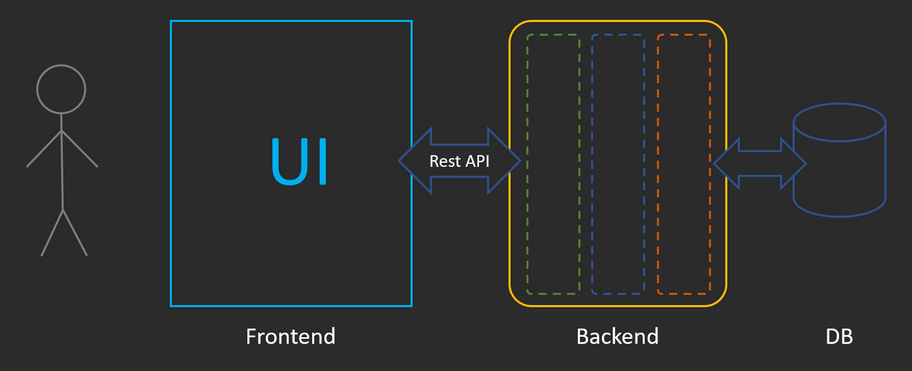 UI
Rest API
Frontend
Backend
DB